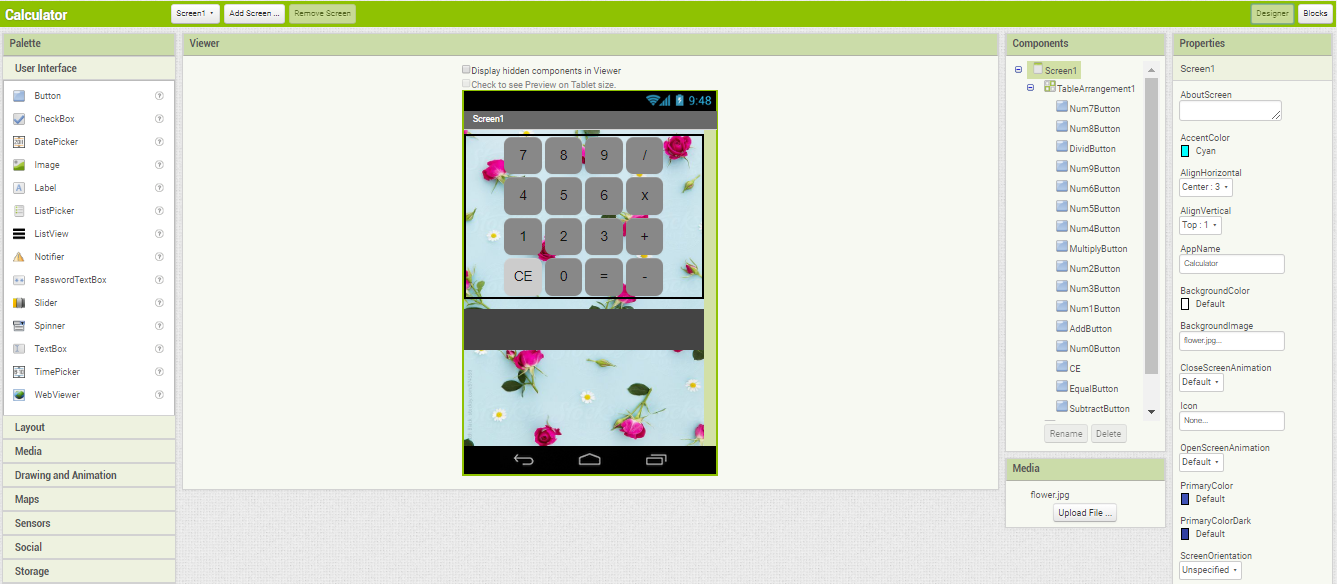 Calculator
Screen1
Add Screen ...
Remove Screen
Designer
Blocks
Palette
User Interface
Button
CheckBox
DatePicker
Image
Label
ListPicker
ListView
Notifier
PasswordTextBox
Slider
Spinner
TextBox
TimePicker
WebViewer
Layout
Media
Drawing and Animation
Maps
Sensors
Social
Storage
Viewer
Display hidden components in Viewer
Check to see Preview on Tablet size.
9:48
Screen1
7 8 9 /
4 5 6 x
1 2 3 +
CE 0 = -
Components
Screen1
TableArrangement1
Num7Button
Num8Button
DividButton
Num9Button
Num6Button
Num5Button
Num4Button
MultiplyButton
Num2Button
Num3Button
Num1Button
AddButton
Num0Button
CE
EqualButton
SubtractButton
Rename
Delete
Media
flower.jpg
Upload File ...
Properties
Screen1
AboutScreen
AccentColor
Cyan
AlignHorizontal
Center : 3
AlignVertical
Top : 1
AppName
Calculator
BackgroundColor
Default
BackgroundImage
flower.jpg...
CloseScreenAnimation
Default
Icon
None...
OpenScreenAnimation
Default
PrimaryColor
Default
PrimaryColorDark
Default
ScreenOrientation
Unspecified